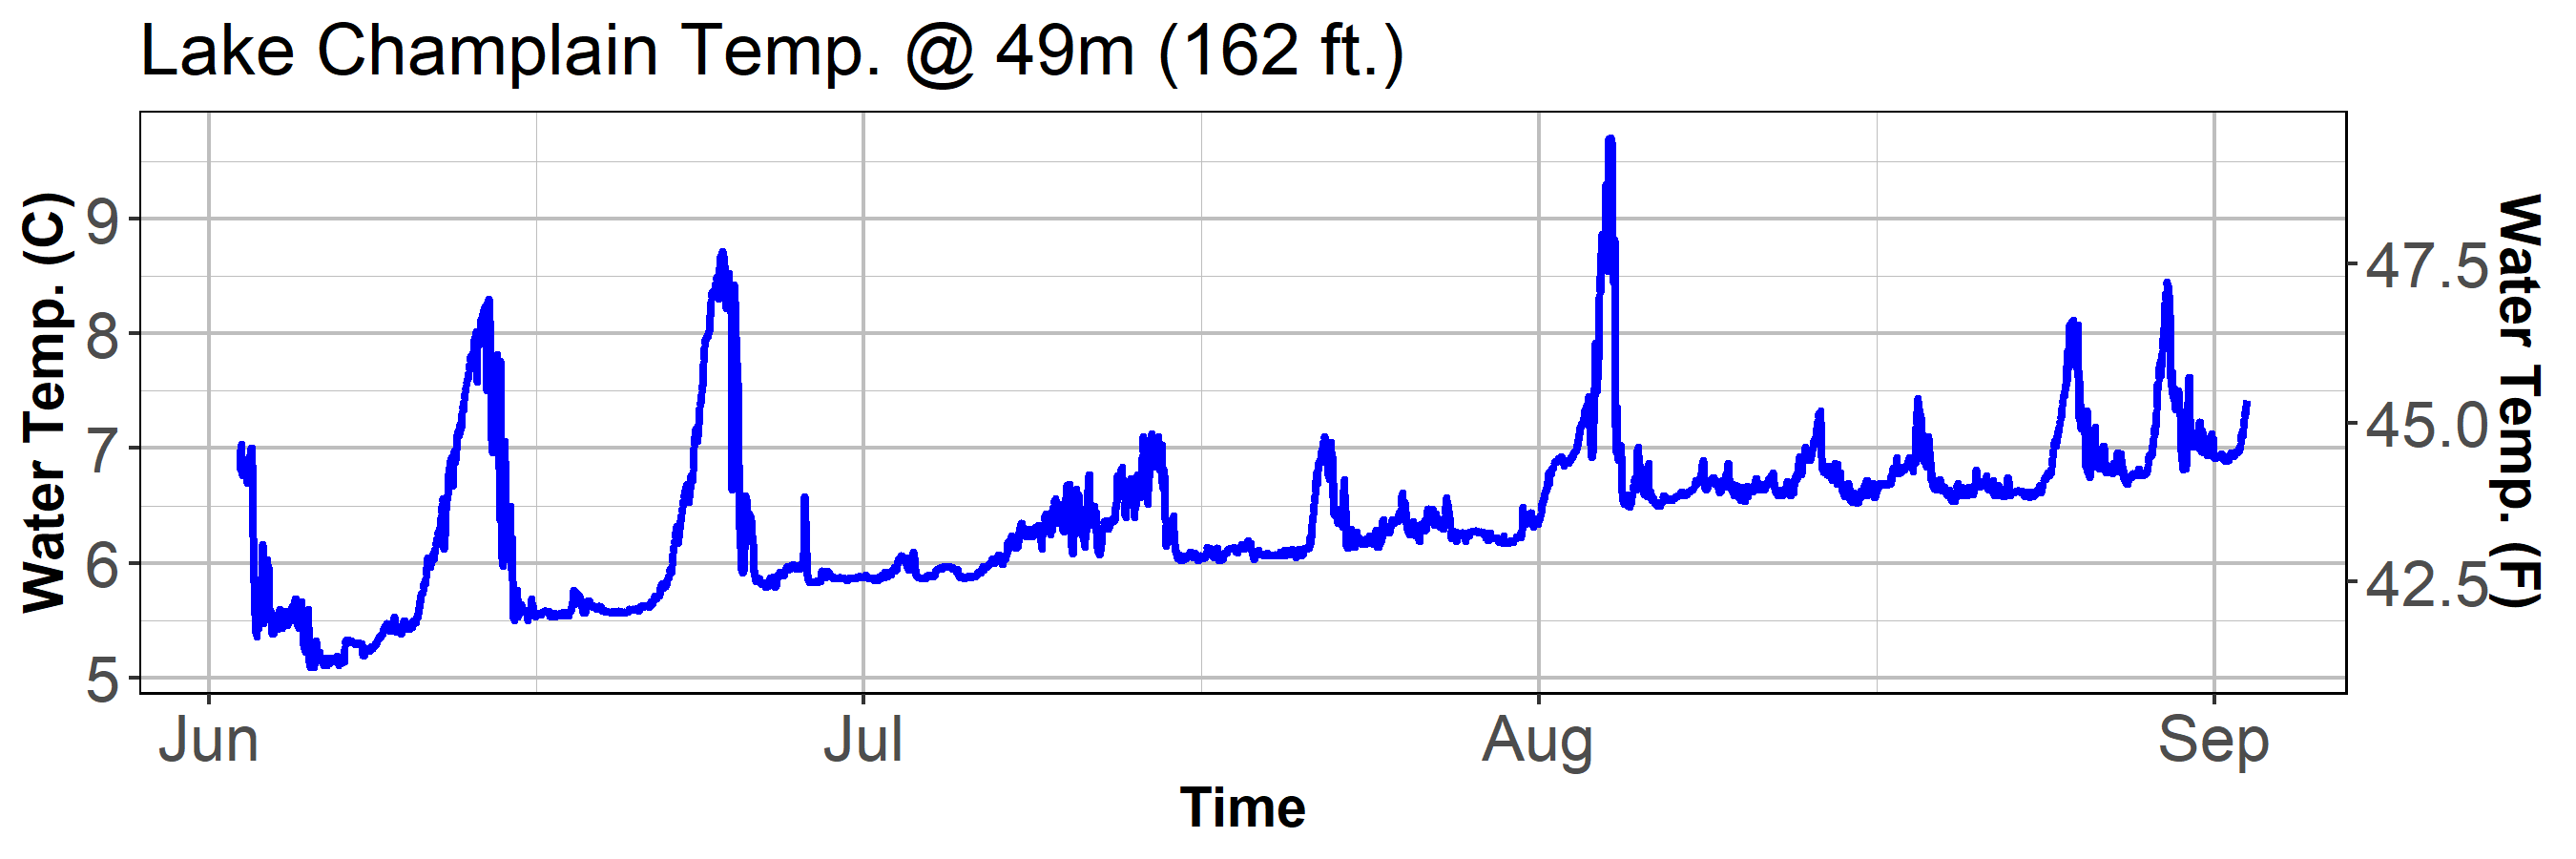 Lake Champlain Temp. @ 49m (162 ft.)
Water Temp. (C)
9
8
7
6
5
47.5
45.0
42.5
Water Temp. (F)
Jun Jul Aug Sep
Time